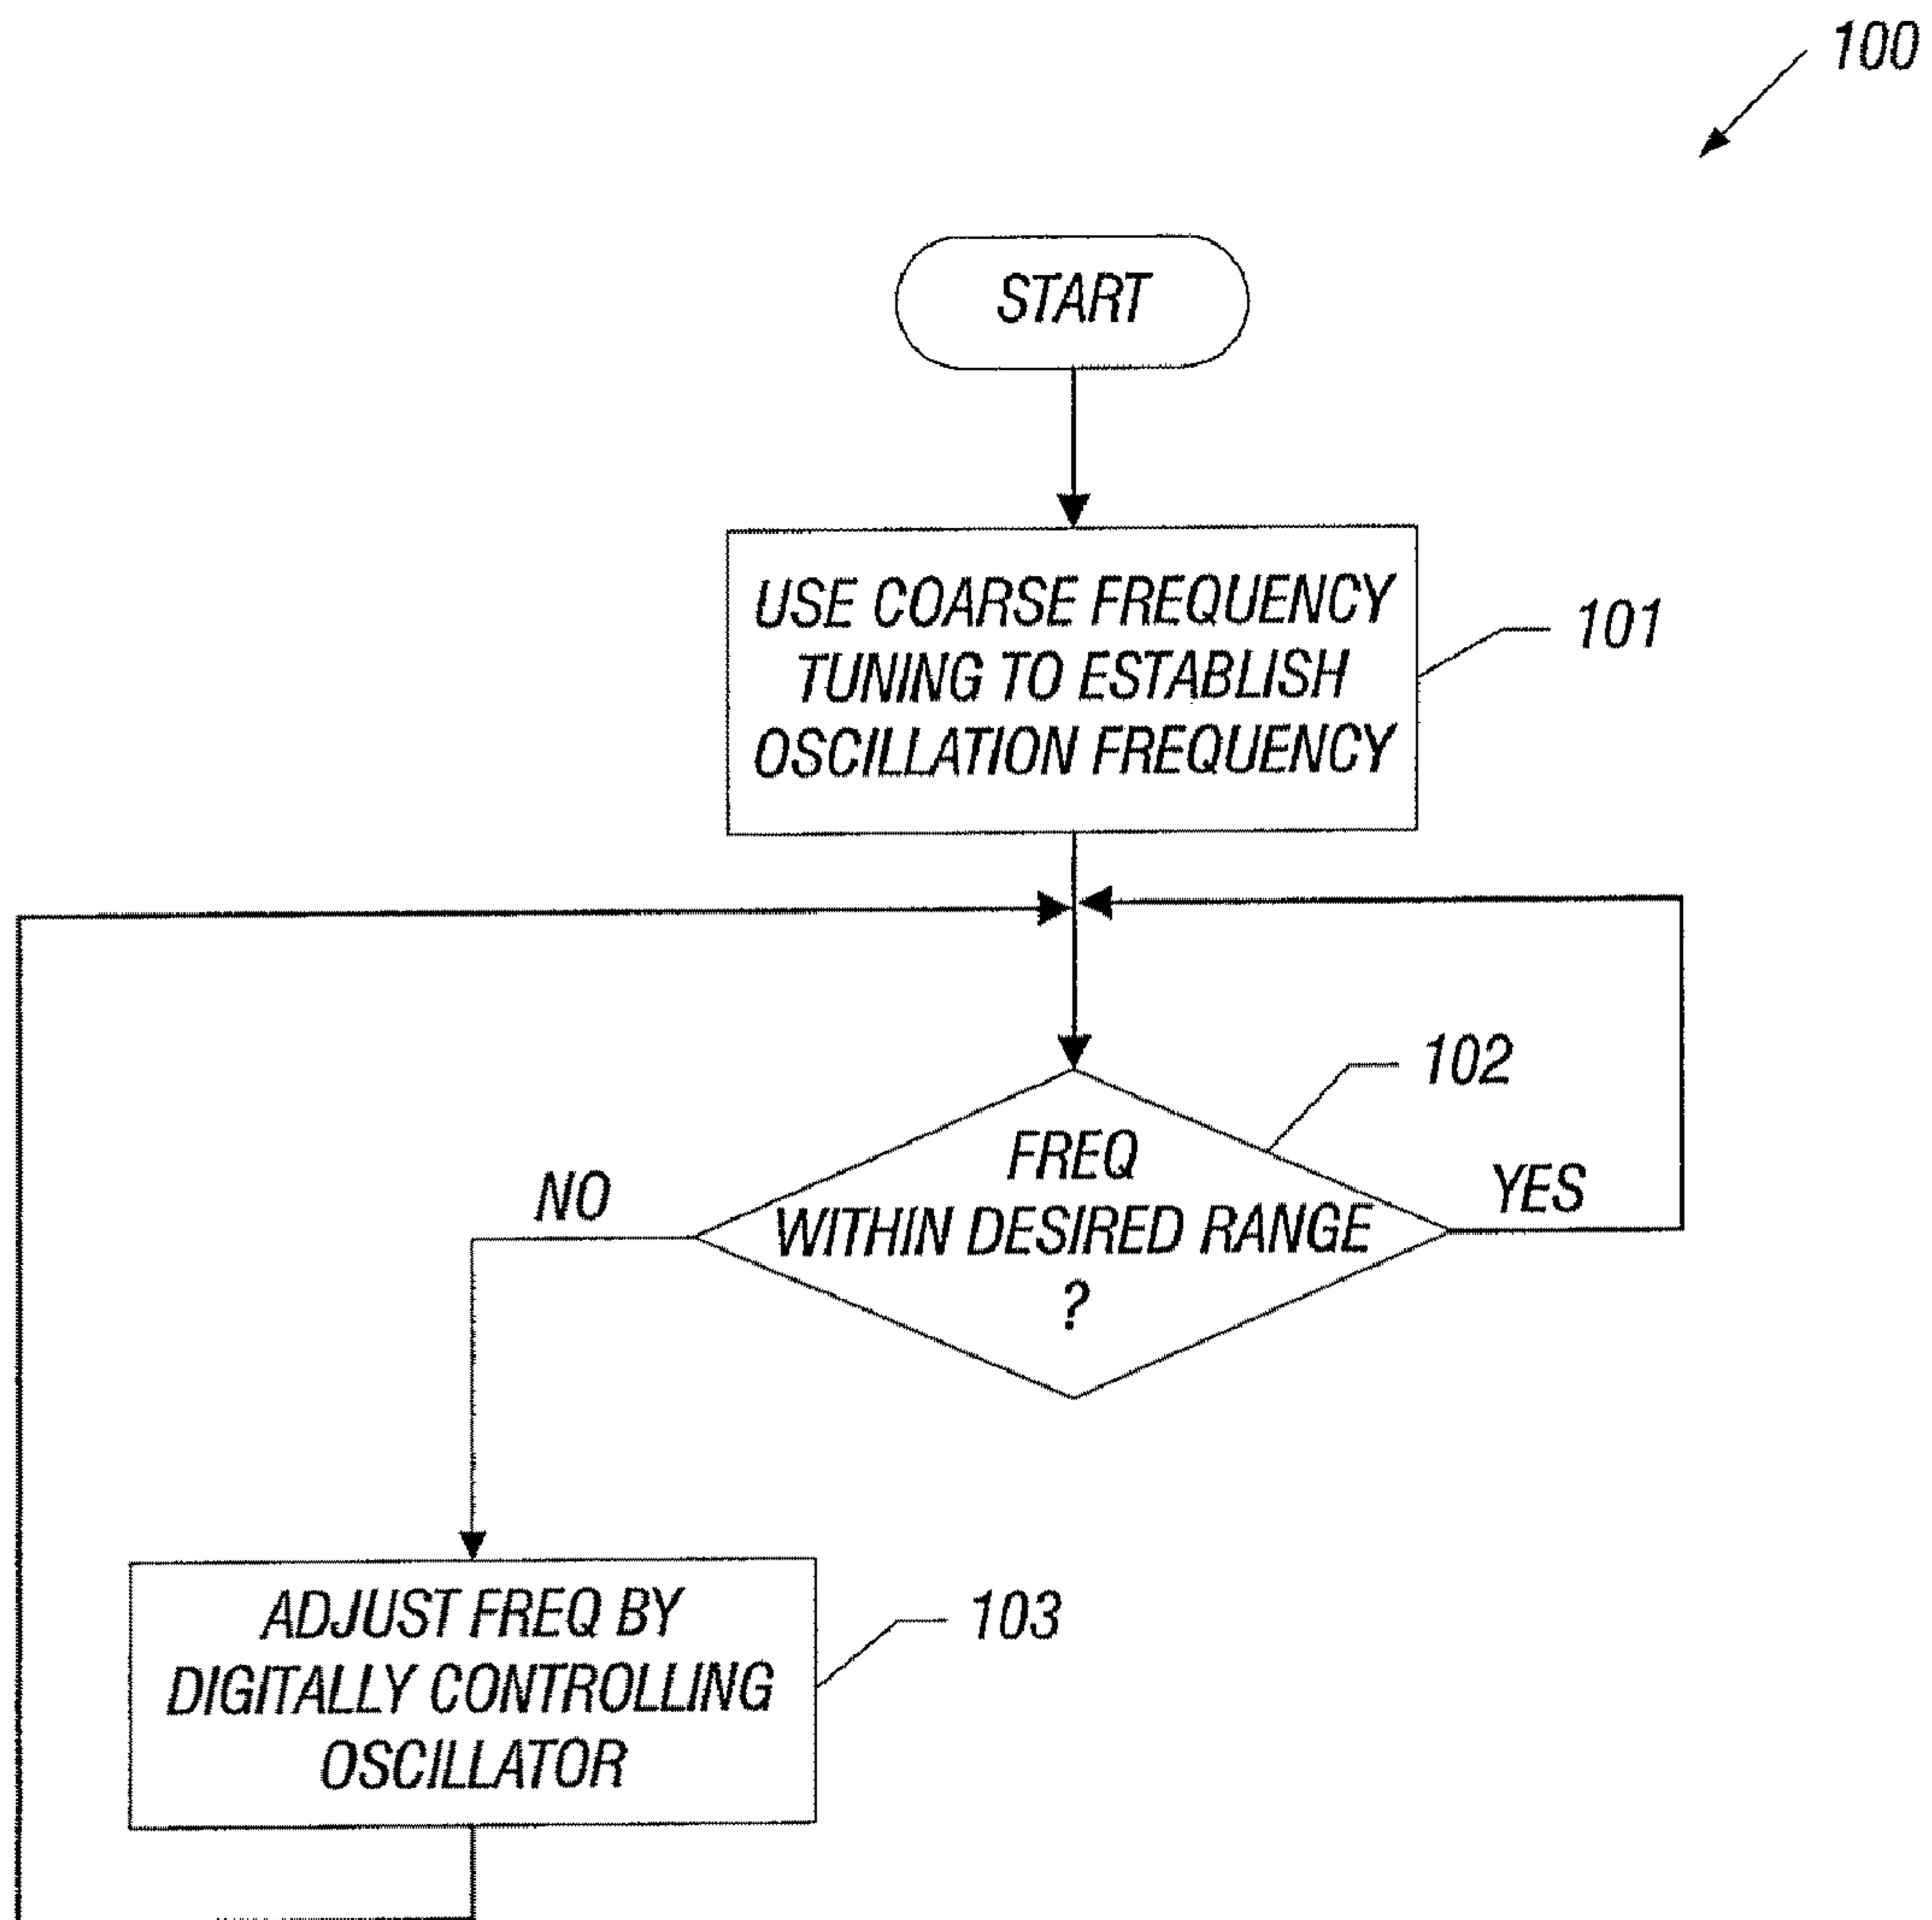 100
START
USE COARSE FREQUENCY
TUNING TO ESTABLISH
OSCILLATION FREQUENCY
101
102
FREQ
WITHIN DESIRED RANGE
?
NO
YES
ADJUST FREQ BY
DIGITALLY CONTROLLING
OSCILLATOR
103